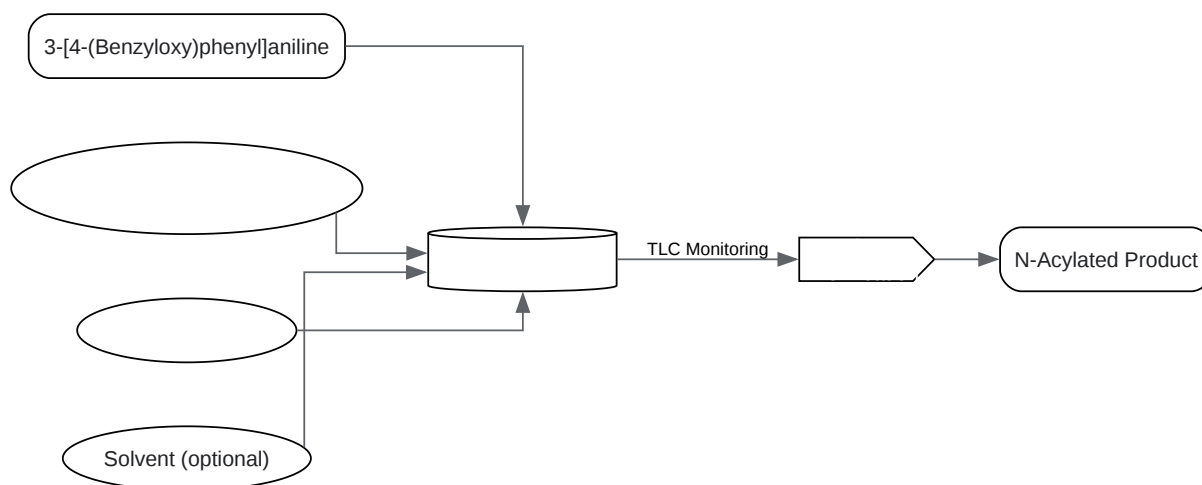 3-[4-(Benzyloxy)phenyl]aniline
TLC Monitoring
N-Acylated Product
Solvent (optional)